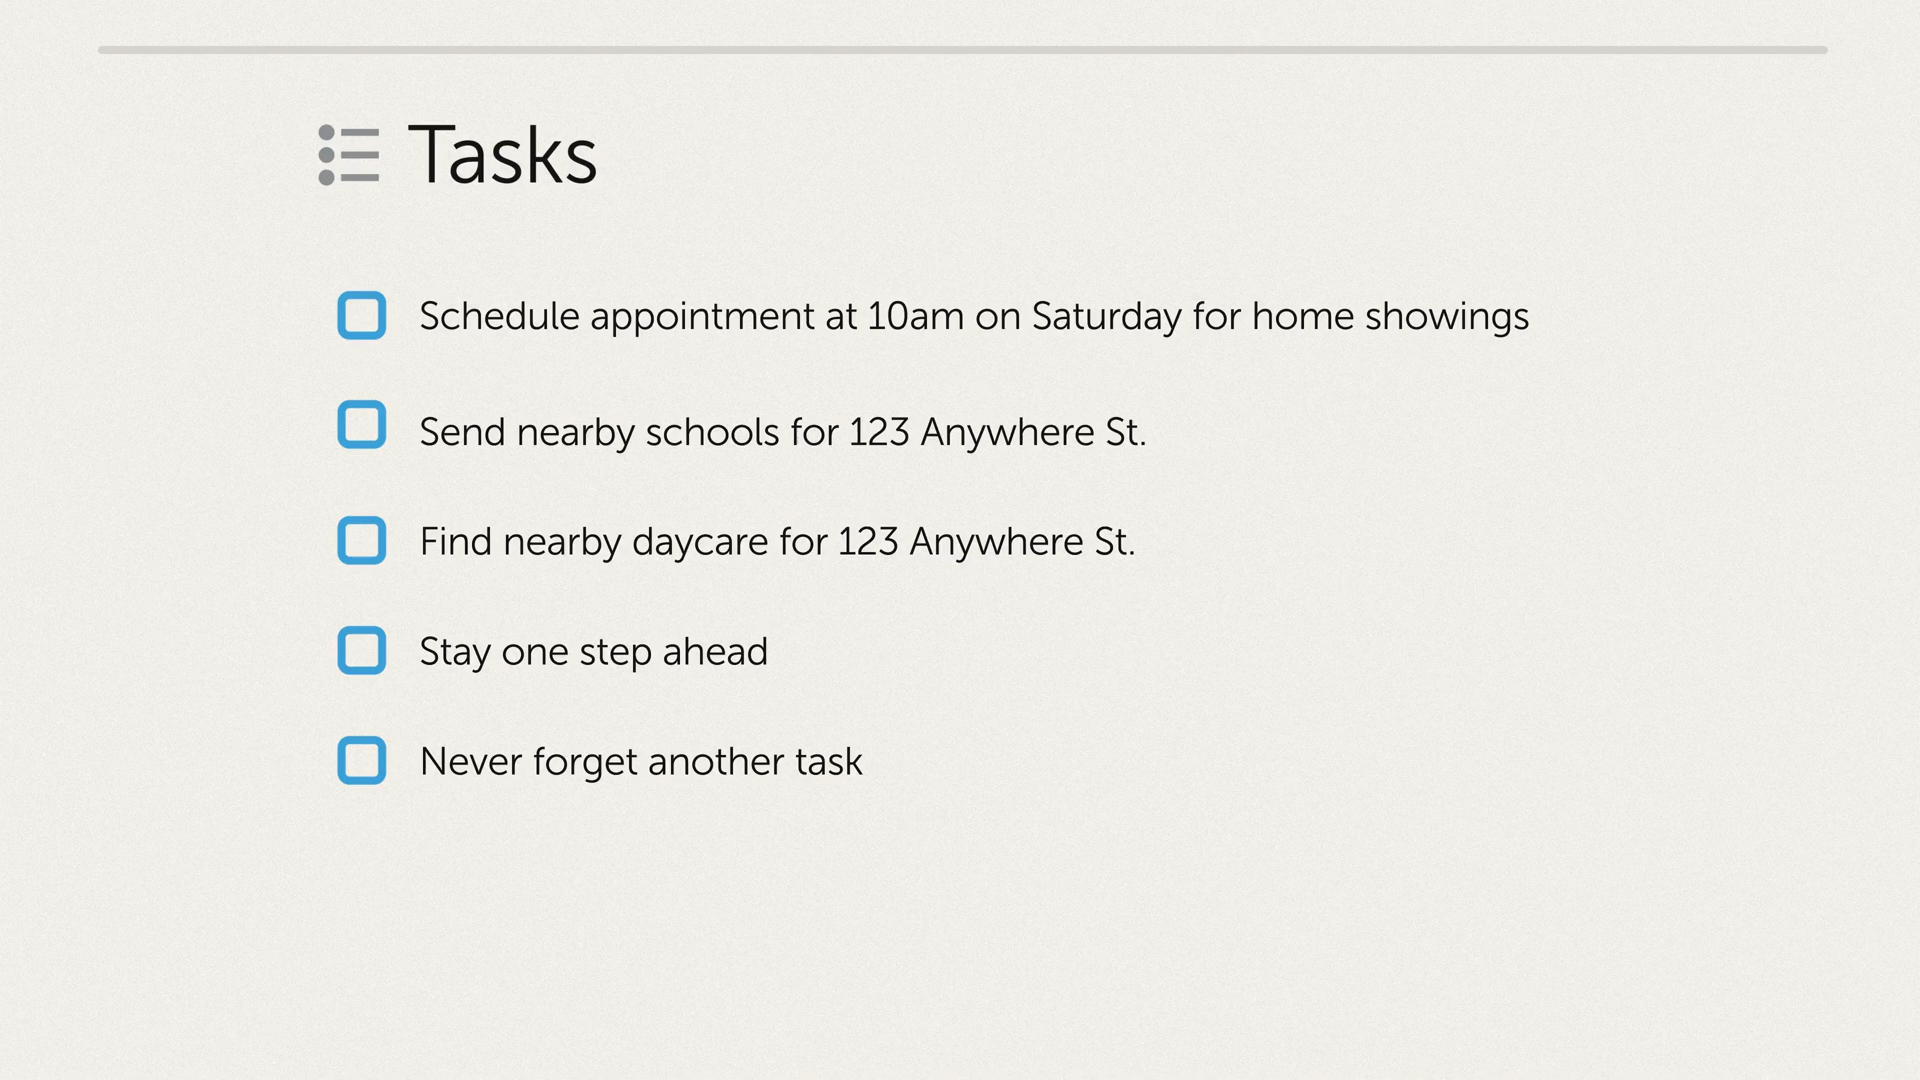 Tasks
Schedule appointment at 10am on Saturday for home showings
Send nearby schools for 123 Anywhere St.
Find nearby daycare for 123 Anywhere St.
Stay one step ahead
Never forget another task